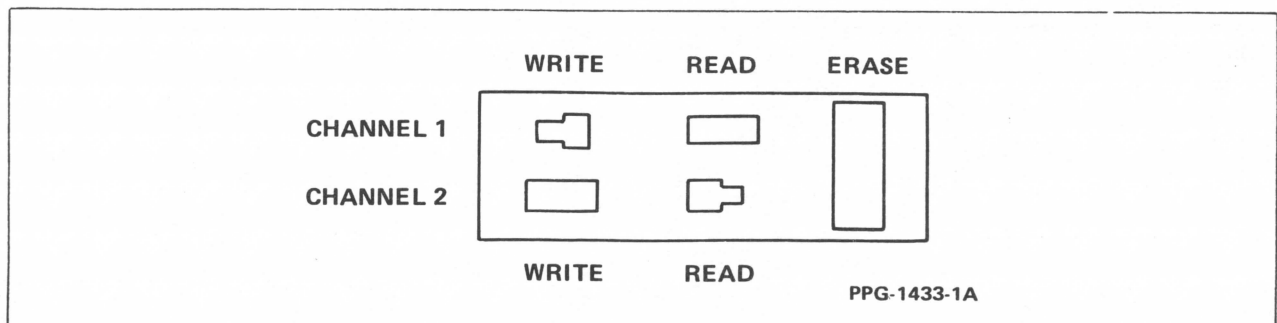 WRITE READ ERASE
CHANNEL 1
CHANNEL 2
WRITE READ
PPG-1433-1A